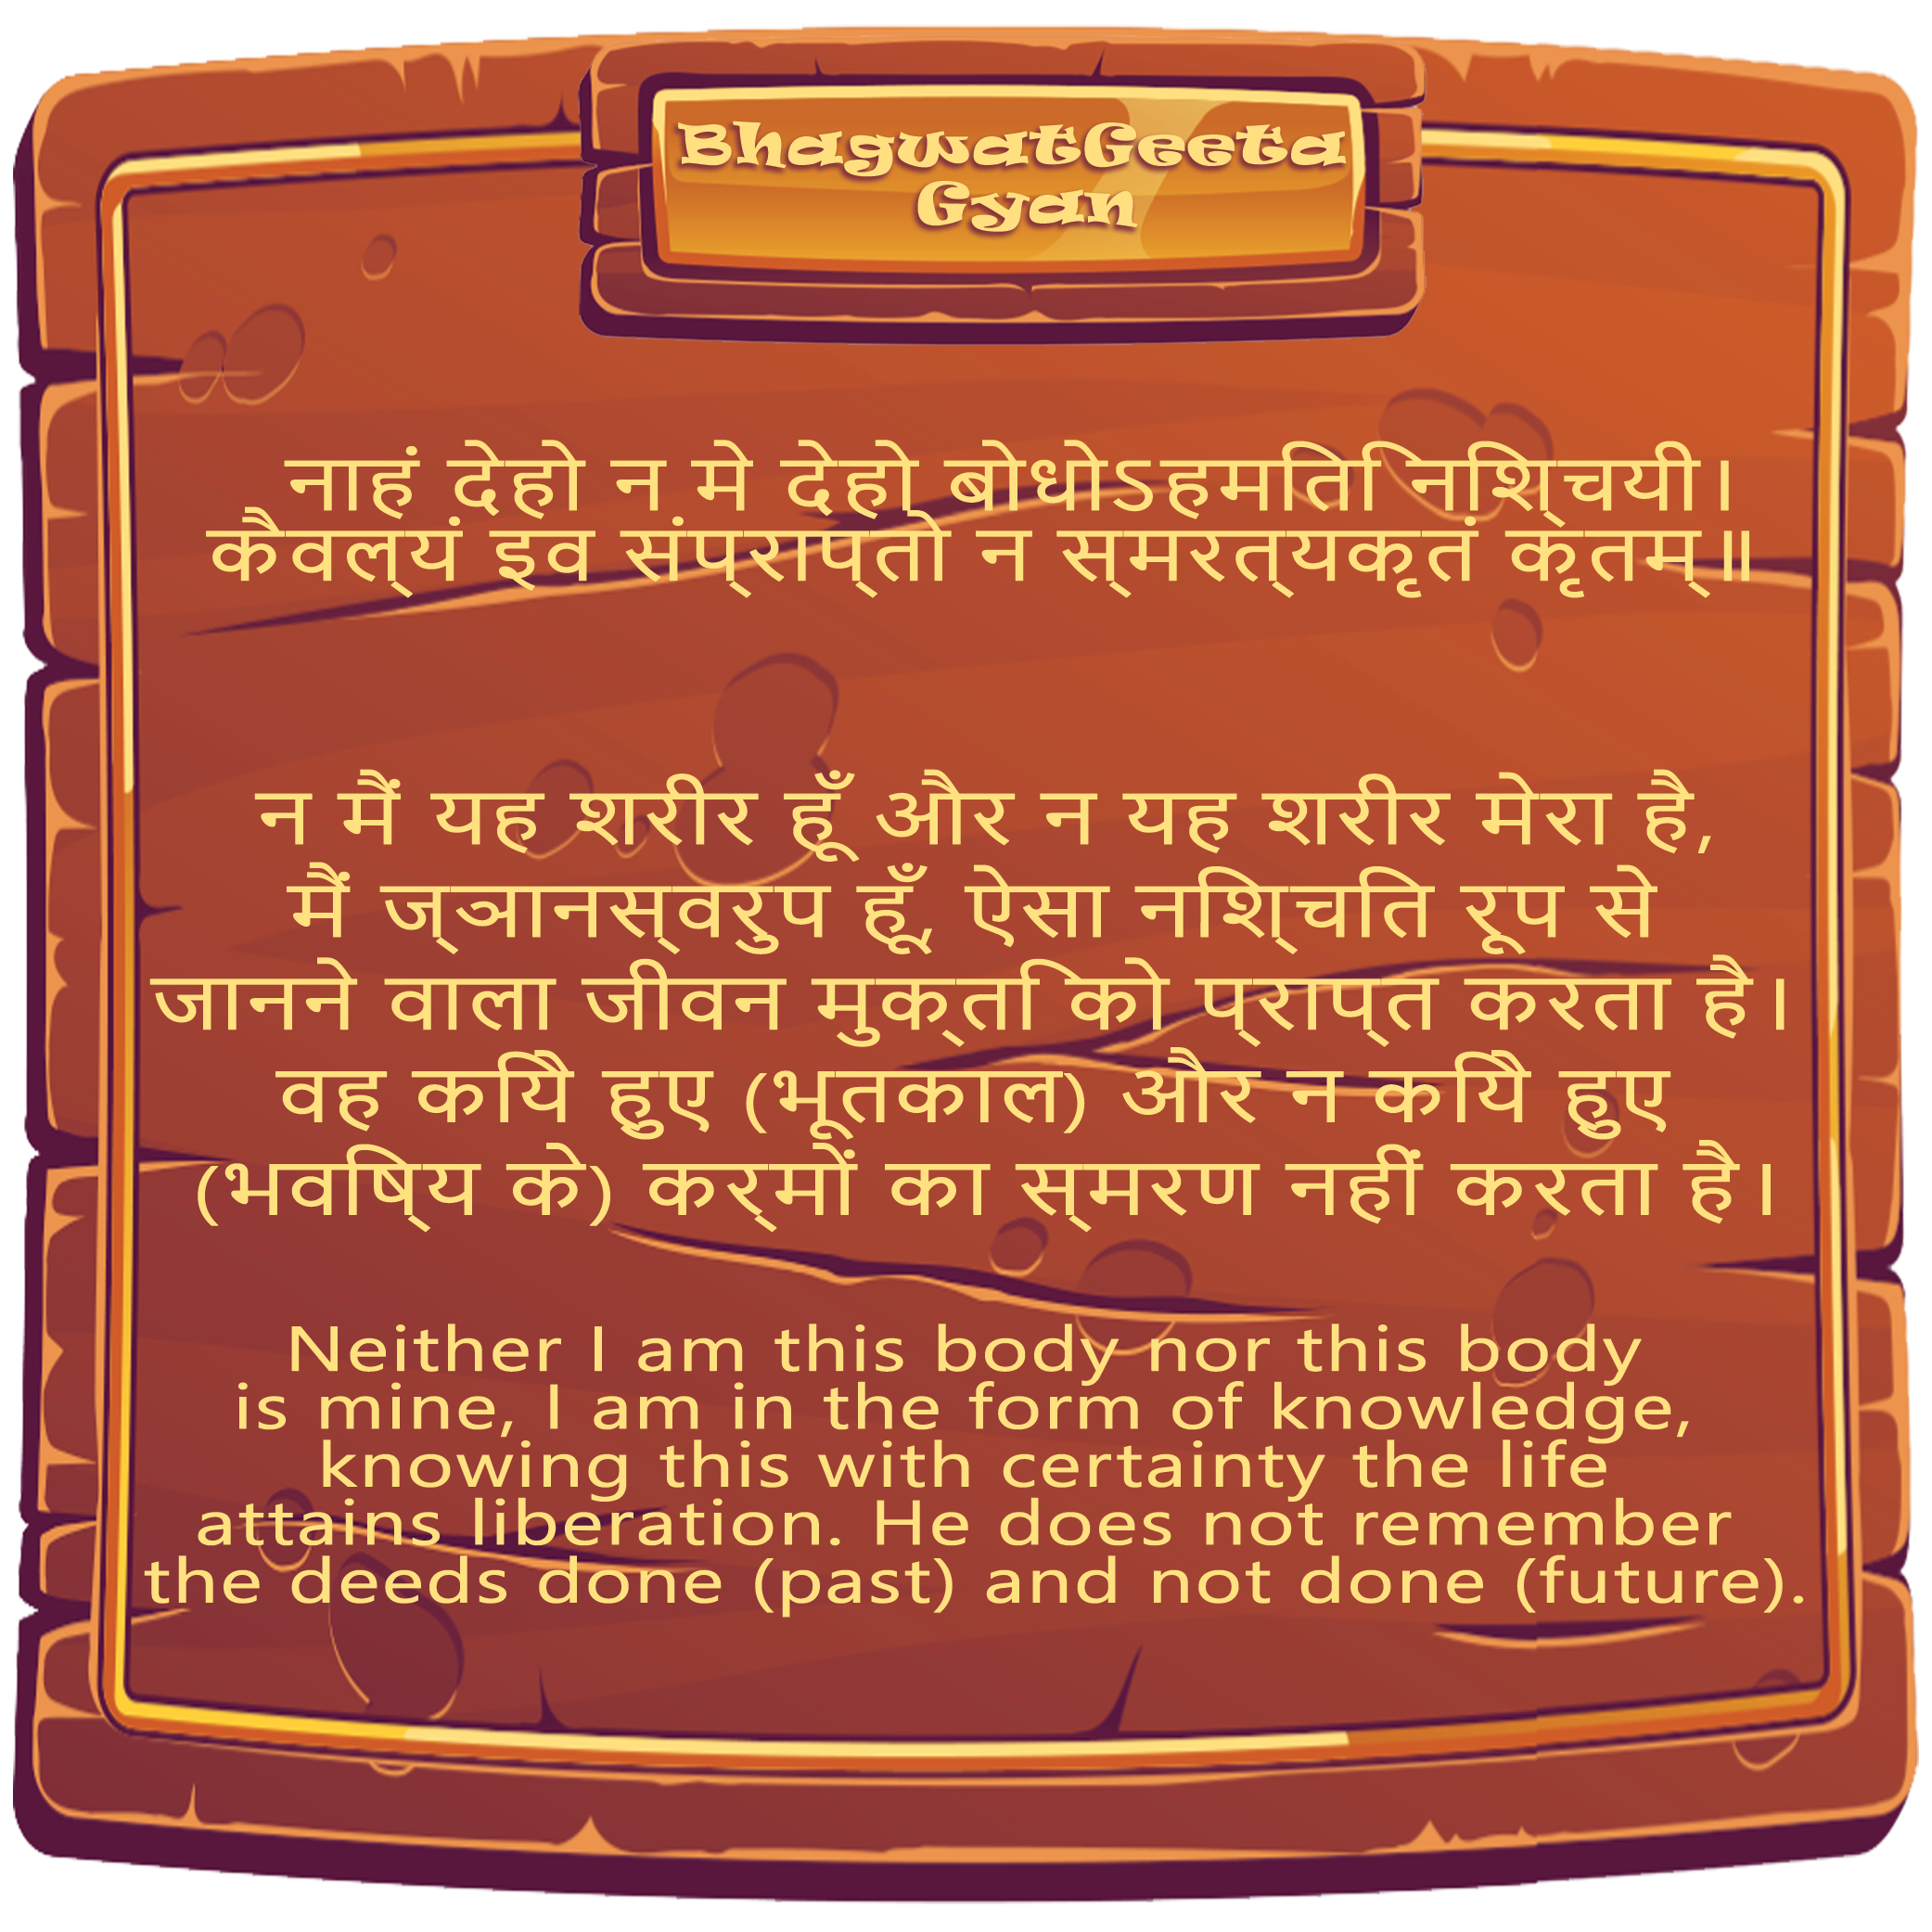 BhagwatGeeta
Gyan
नाहं देहो न मे देहो बोधोऽहमिति निश्चयी।
कैवल्यं इव संप्राप्तो न स्मरत्यकृतं कृतम्॥
न मैं यह शरीर हूँ और न यह शरीर मेरा है,
मैं ज्ञानस्वरुप हूँ, ऐसा निश्चित रूप से
जानने वाला जीवन मुक्ति को प्राप्त करता है।
वह किये हुए (भूतकाल) और न किये हुए
(भविष्य के) कर्मों का स्मरण नहीं करता है।
Neither I am this body nor this body
is mine, I am in the form of knowledge,
knowing this with certainty the life
attains liberation. He does not remember
the deeds done (past) and not done (future).